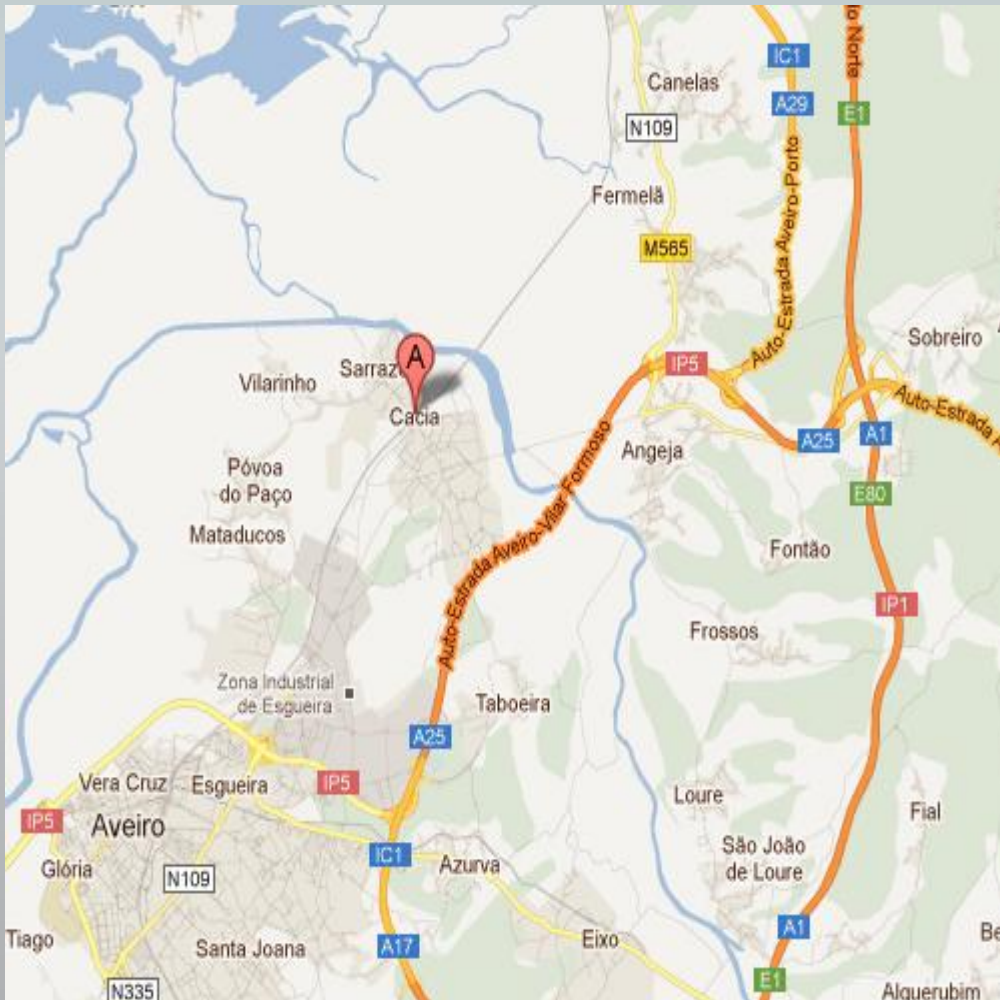 IC1
o Norte
Canelas
A29
E1
N109
Auto-Estrada Aveiro-Porto
Fermelã
M565
Sobreiro
A
Sarraz
IP5
Vilarinho
Auto-Estrada
Cacia
A25
A1
Angeja
Auto-Estrada Aveiro-Vilar Formoso
Póvoa
do Paço
E80
Mataducos
Fontão
IP1
Frossos
Zona Industrial
de Esgueira
Taboeira
A25
Vera Cruz
Esgueira
IP5
Loure
IP5
Aveiro
Fial
São João
de Loure
IC1
Glória
N109
Azurva
A1
Tiago
Santa Joana
A17
Eixo
Be
E1
N335
Alquerubim